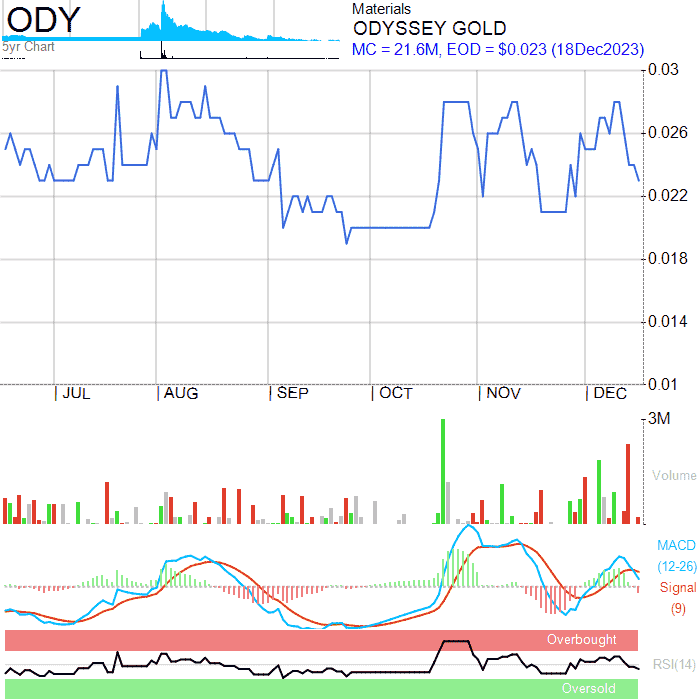 ODY
5yr Chart
Materials
ODYSSEY GOLD
MC = 21.6M, EOD = $0.023 (18Dec2023)
0.03
0.026
0.022
0.018
0.014
0.01
JUL
AUG
SEP
OCT
NOV
DEC
3M
Volume
MACD
(12-26)
Signal
(9)
Overbought
RSI(14)
Oversold